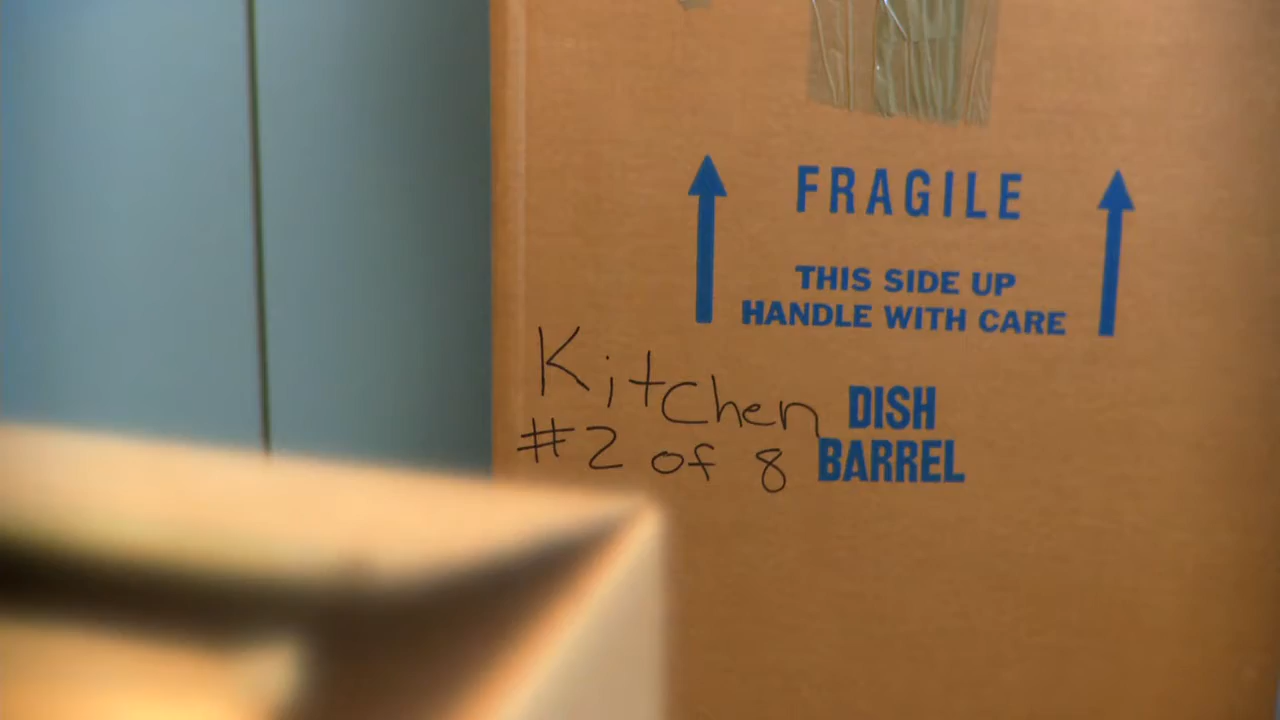 FRAGILE
THIS SIDE UP
HANDLE WITH CARE
Kitchen
#2 of 8
DISH
BARREL